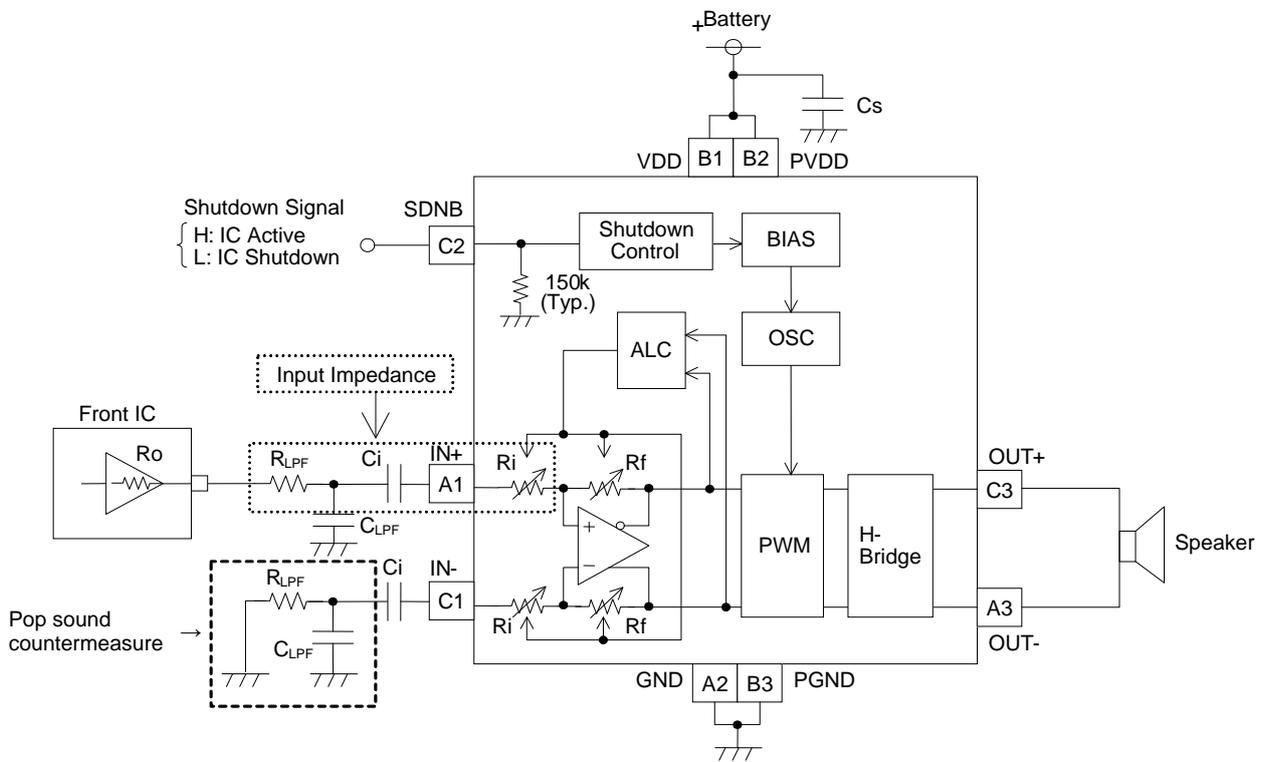 +Battery
Cs
VDD B1 B2 PVDD
Shutdown Signal
H: IC Active
L: IC Shutdown
SDNB
C2
Shutdown
Control
BIAS
150k
(Typ.)
ALC
OSC
Input Impedance
Front IC
Ro
RLPF
Ci
IN+
A1
Ri
Rf
CLPF
OUT+
C3
+
−
PWM
H-
Bridge
Speaker
RLPF
Ci
IN-
C1
Ri
Rf
A3
OUT-
Pop sound
countermeasure →
CLPF
GND A2 B3 PGND